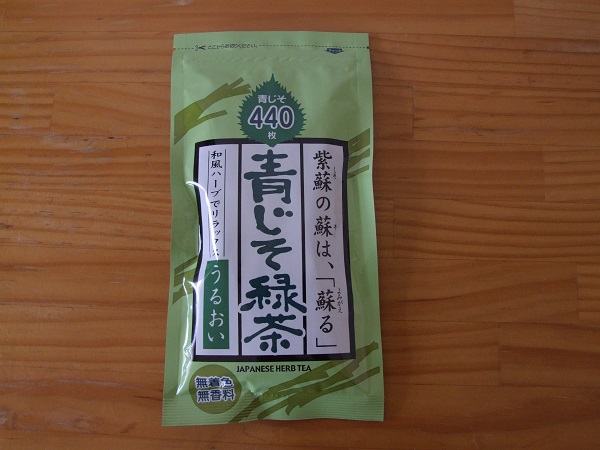 青じそ
440
枚
紫蘇の蘇は、「蘇る」
青じそ緑茶
和風ハーブでリラックス
うるおい
JAPANESE HERB TEA
無着色
無香料